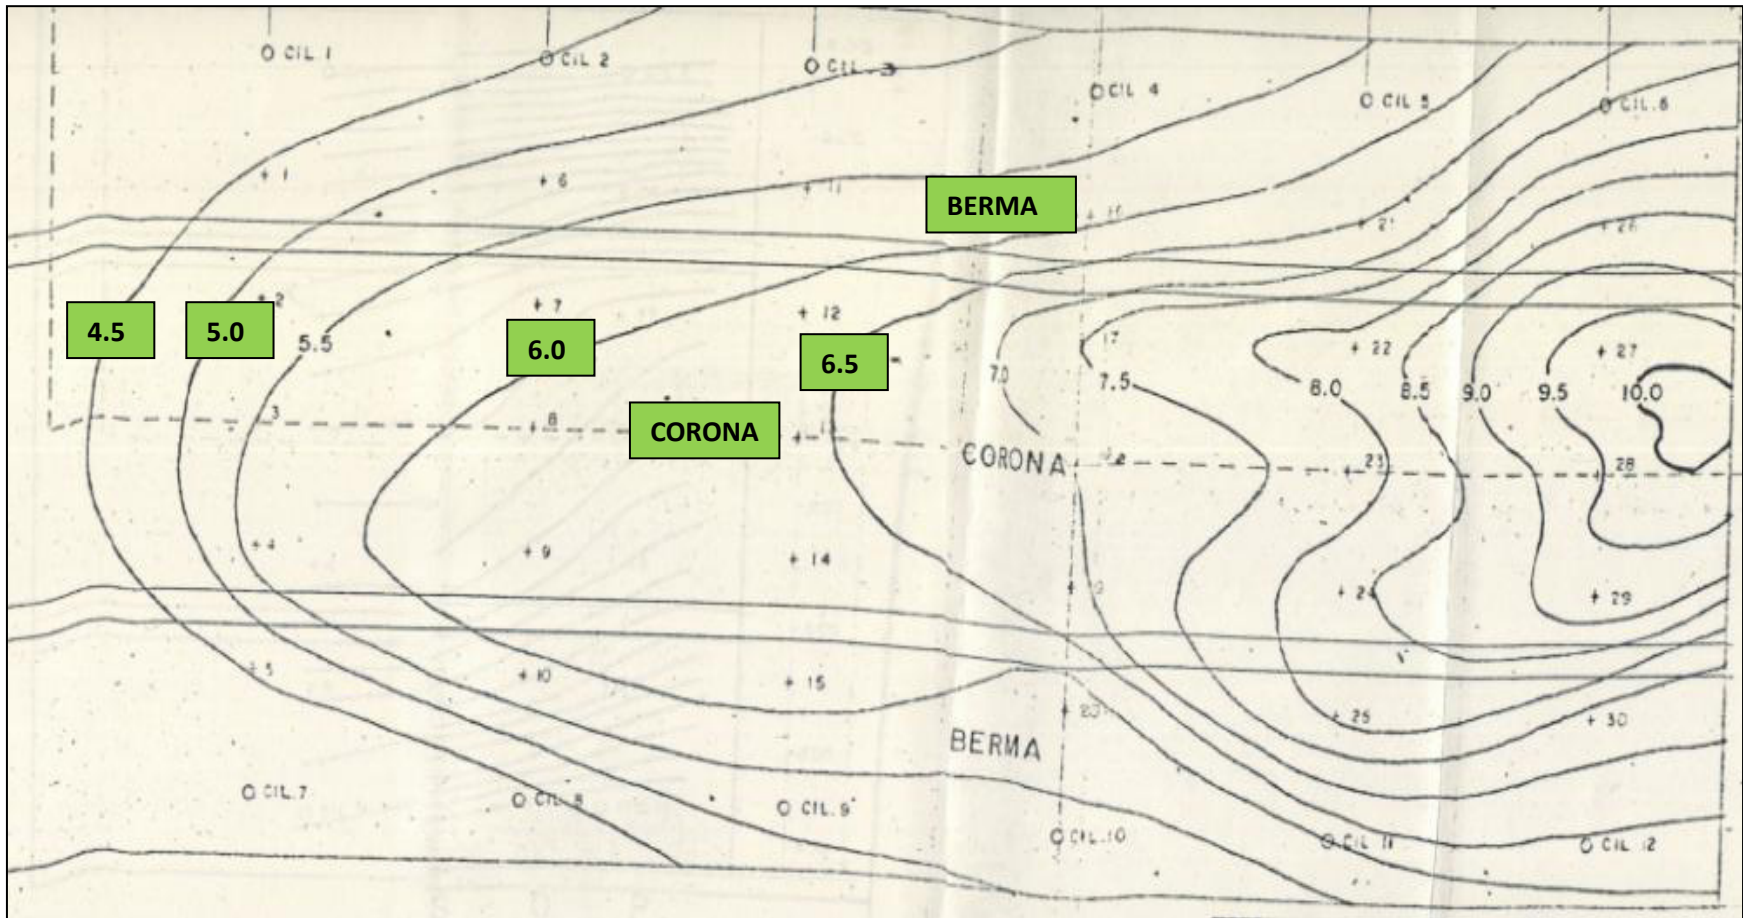 CIL 1
CIL 2
CIL. 3
CIL 4
CIL 5
CIL. 6
+ 1
+ 6
+ 11
BERMA
+ 16
+ 21
+ 26
+ 2
+ 7
+ 12
4.5
5.0
5.5
6.0
6.5
7.0
17
7.5
+ 22
8.0
8.5
9.0
+ 27
9.5
10.0
3
+ 8
CORONA
+ 13
CORONA
+ 23
+ 28
+ 4
+ 9
+ 14
+ 24
+ 29
+ 5
+ 10
+ 15
+ 20
+ 25
+ 30
BERMA
CIL.7
CIL 8
CIL. 9
CIL. 10
CIL 11
CIL 12